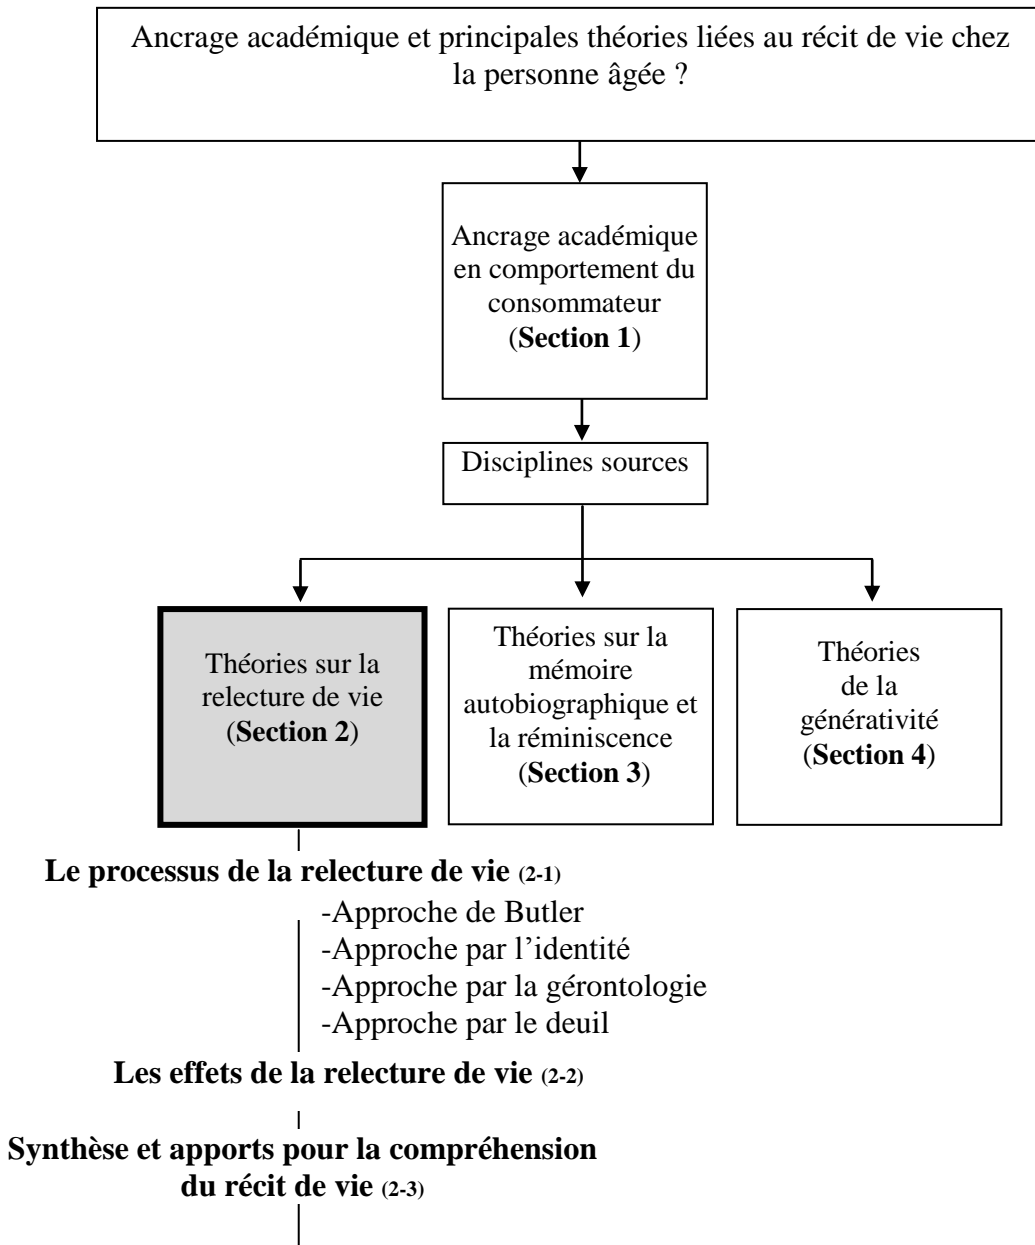 Ancrage académique et principales théories liées au récit de vie chez
la personne âgée ?
Ancrage académique
en comportement du
consommateur
(Section 1)
Disciplines sources
Théories sur la
relecture de vie
(Section 2)
Théories sur la
mémoire
autobiographique et
la réminiscence
(Section 3)
Théories
de la
générativité
(Section 4)
Le processus de la relecture de vie (2-1)
-Approche de Butler
-Approche par l’identité
-Approche par la gérontologie
-Approche par le deuil
Les effets de la relecture de vie (2-2)
Synthèse et apports pour la compréhension
du récit de vie (2-3)